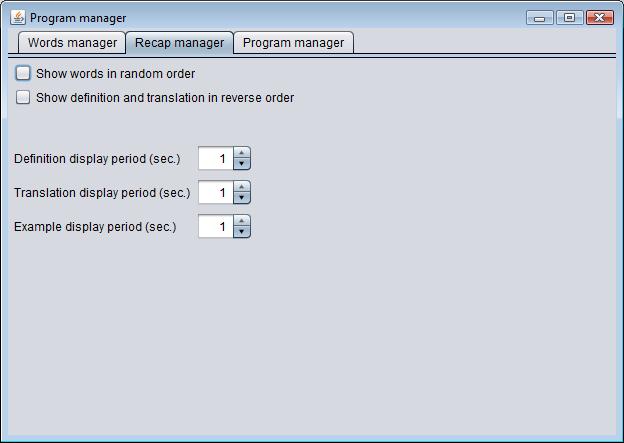 Program manager
Words manager Recap manager Program manager
Show words in random order
Show definition and translation in reverse order
Definition display period (sec.) 1
Translation display period (sec.) 1
Example display period (sec.) 1